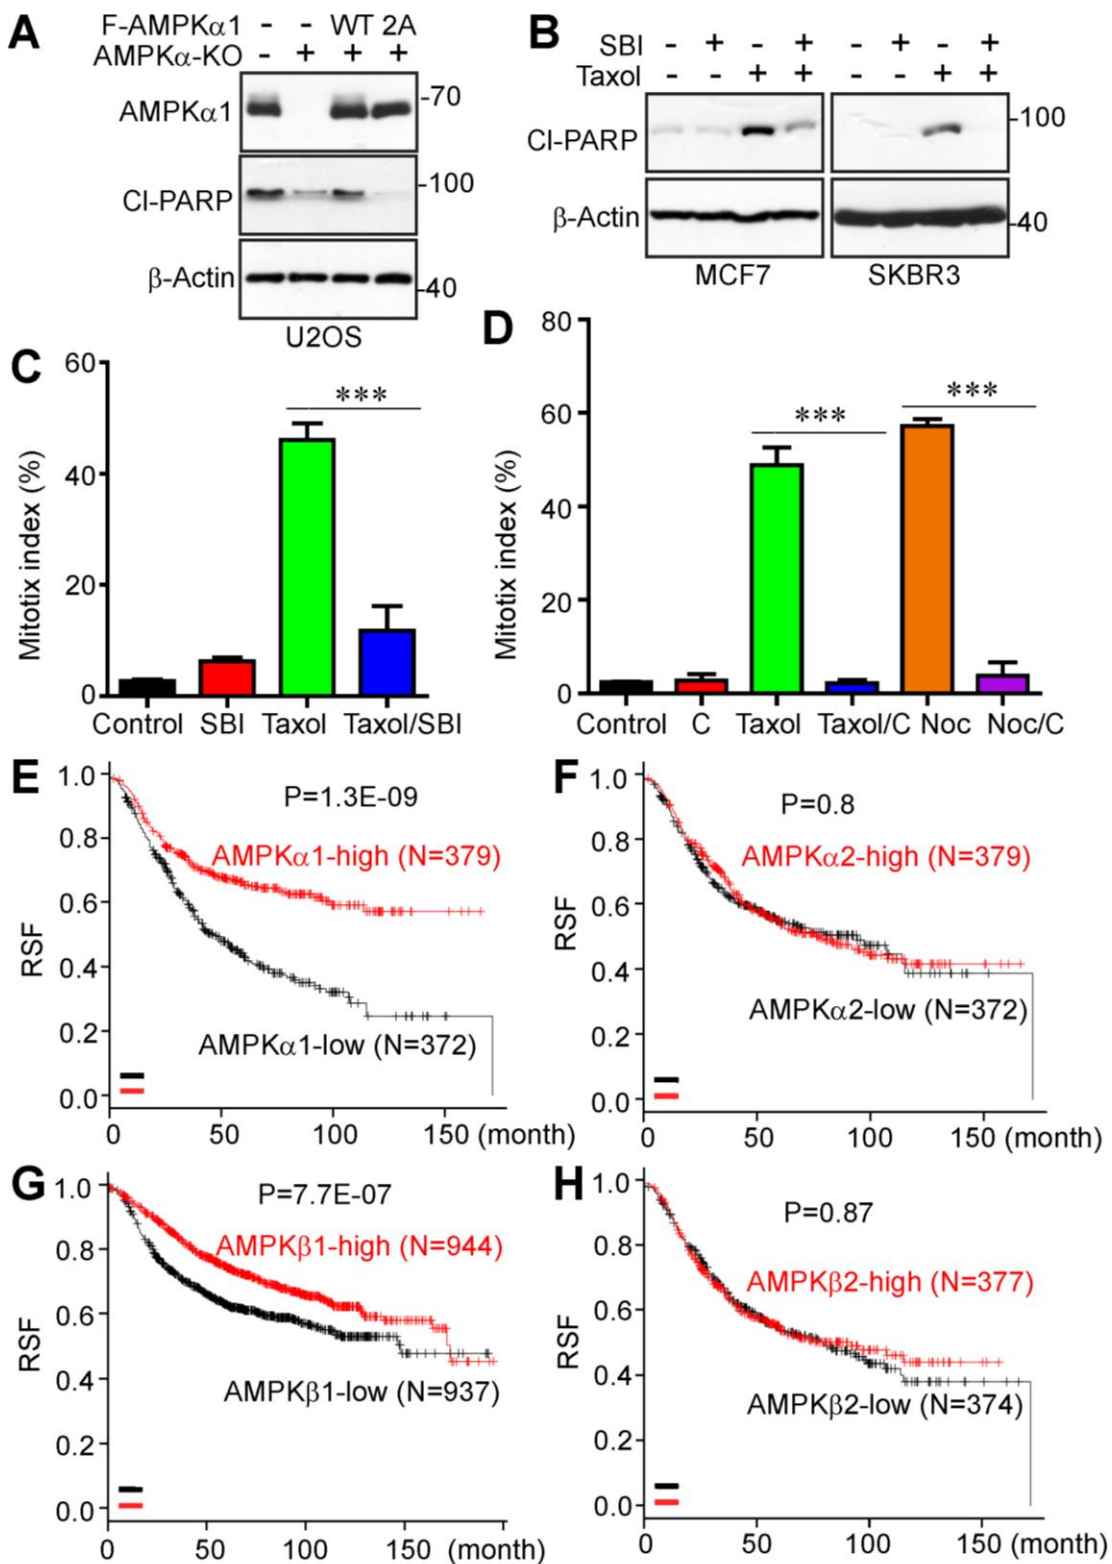 A
F-AMPKα1 - - WT 2A
AMPKα-KO - + + +
AMPKα1
-70
Cl-PARP
-100
β-Actin
-40
U2OS
B
SBI - + - + - + - +
Taxol - - + + - - + +
Cl-PARP
-100
β-Actin
-40
MCF7 SKBR3
C
Mitotix index (%)
60
40
20
0
***
Control SBI Taxol Taxol/SBI
D
Mitotix index (%)
80
60
40
20
0
***
***
Control C Taxol Taxol/C Noc Noc/C
E
RSF
1.0
0.8
0.6
0.4
0.2
0.0
P=1.3E-09
AMPKα1-high (N=379)
AMPKα1-low (N=372)
0 50 100 150 (month)
F
RSF
1.0
0.8
0.6
0.4
0.2
0.0
P=0.8
AMPKα2-high (N=379)
AMPKα2-low (N=372)
0 50 100 150 (month)
G
RSF
1.0
0.8
0.6
0.4
0.2
0.0
P=7.7E-07
AMPKβ1-high (N=944)
AMPKβ1-low (N=937)
0 50 100 150 (month)
H
RSF
1.0
0.8
0.6
0.4
0.2
0.0
P=0.87
AMPKβ2-high (N=377)
AMPKβ2-low (N=374)
0 50 100 150 (month)